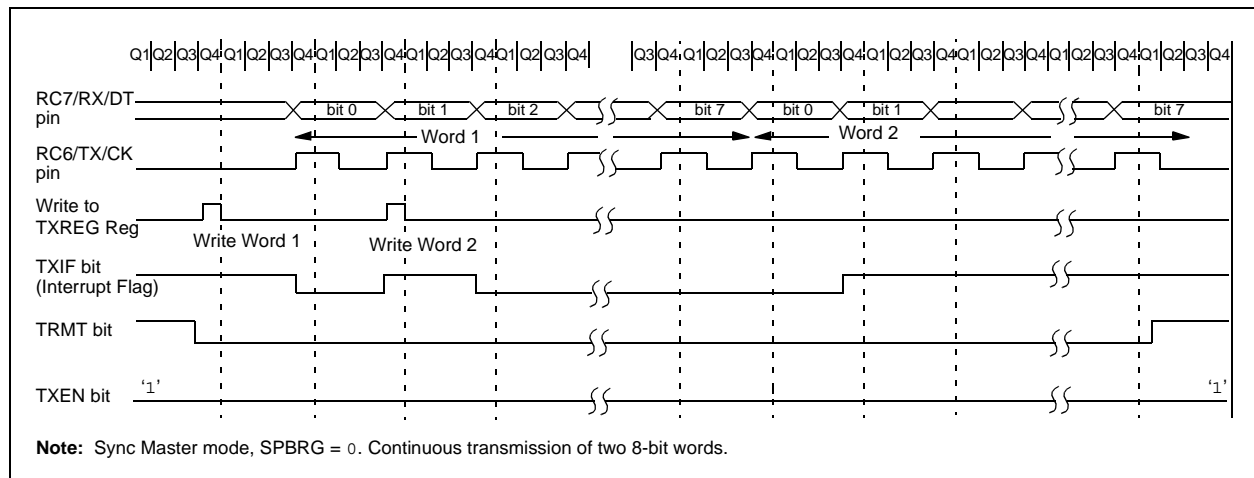 Q1 Q2 Q3 Q4 Q1 Q2 Q3 Q4 Q1 Q2 Q3 Q4 Q1 Q2 Q3 Q4 Q1 Q2 Q3 Q4 Q3 Q4 Q1 Q2 Q3 Q4 Q1 Q2 Q3 Q4 Q1 Q2 Q3 Q4 Q1 Q2 Q3 Q4 Q1 Q2 Q3 Q4 Q1 Q2 Q3 Q4
RC7/RX/DT
pin
bit 0 bit 1 bit 2 bit 7 bit 0 bit 1 bit 7
Word 1 Word 2
RC6/TX/CK
pin
Write to
TXREG Reg
Write Word 1 Write Word 2
TXIF bit
(Interrupt Flag)
TRMT bit
TXEN bit
‘1’ ‘1’
Note: Sync Master mode, SPBRG = 0. Continuous transmission of two 8-bit words.